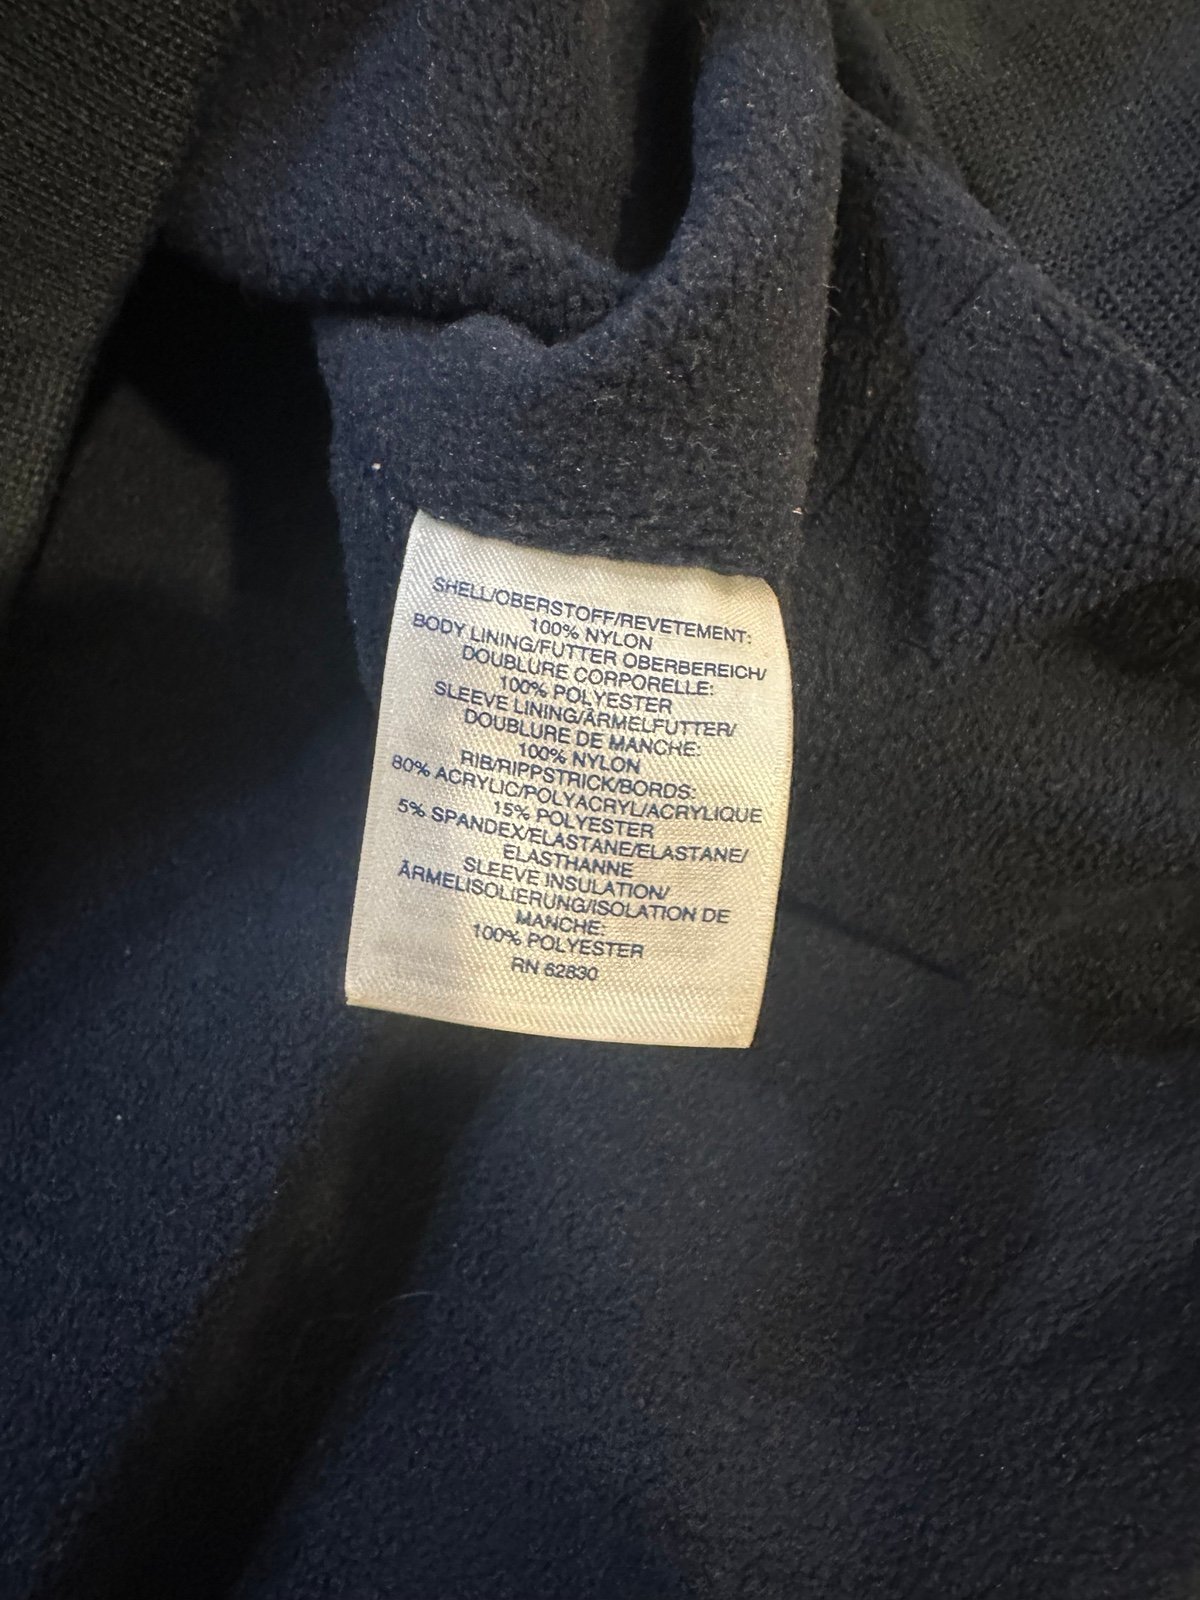 SHELL/OBERSTOFF/REVETEMENT:
100% NYLON
BODY LINING/FUTTER OBERBEREICH/
DOUBLURE CORPORELLE:
100% POLYESTER
SLEEVE LINING/ÄRMELFUTTER/
DOUBLURE DE MANCHE:
100% NYLON
RIB/RIPPSTRICK/BORDS:
80% ACRYLIC/POLYACRYL/ACRYLIQUE
15% POLYESTER
5% SPANDEX/ELASTANE/ELASTANE/
ELASTHANNE
SLEEVE INSULATION/
ÄRMELISOLIERUNG/ISOLATION DE
MANCHE:
100% POLYESTER
RN 62830